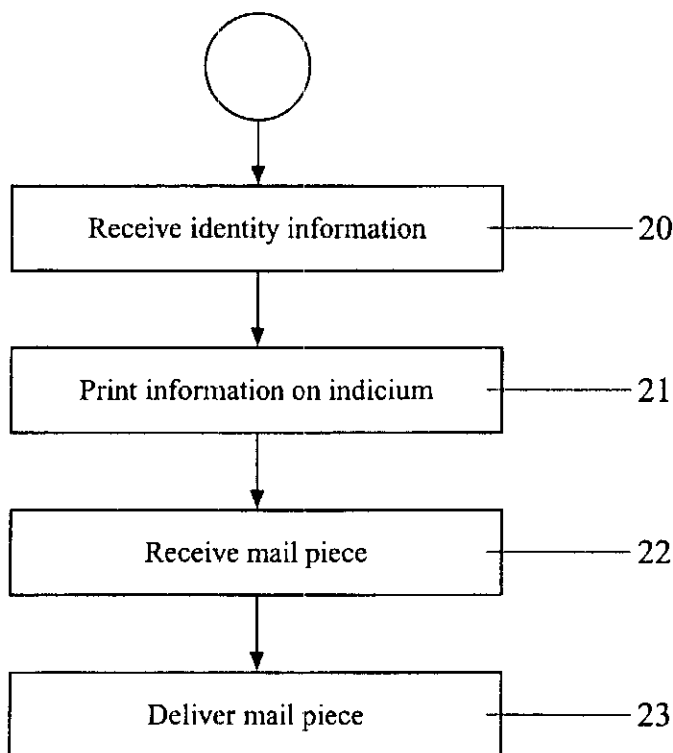 Receive identity information 20
Print information on indicium 21
Receive mail piece 22
Deliver mail piece 23